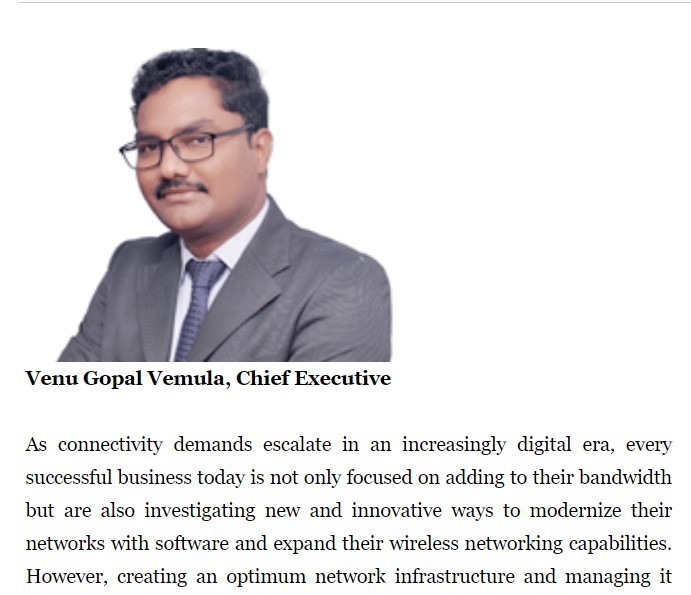 Venu Gopal Vemula, Chief Executive
As connectivity demands escalate in an increasingly digital era, every
successful business today is not only focused on adding to their bandwidth
but are also investigating new and innovative ways to modernize their
networks with software and expand their wireless networking capabilities.
However, creating an optimum network infrastructure and managing it